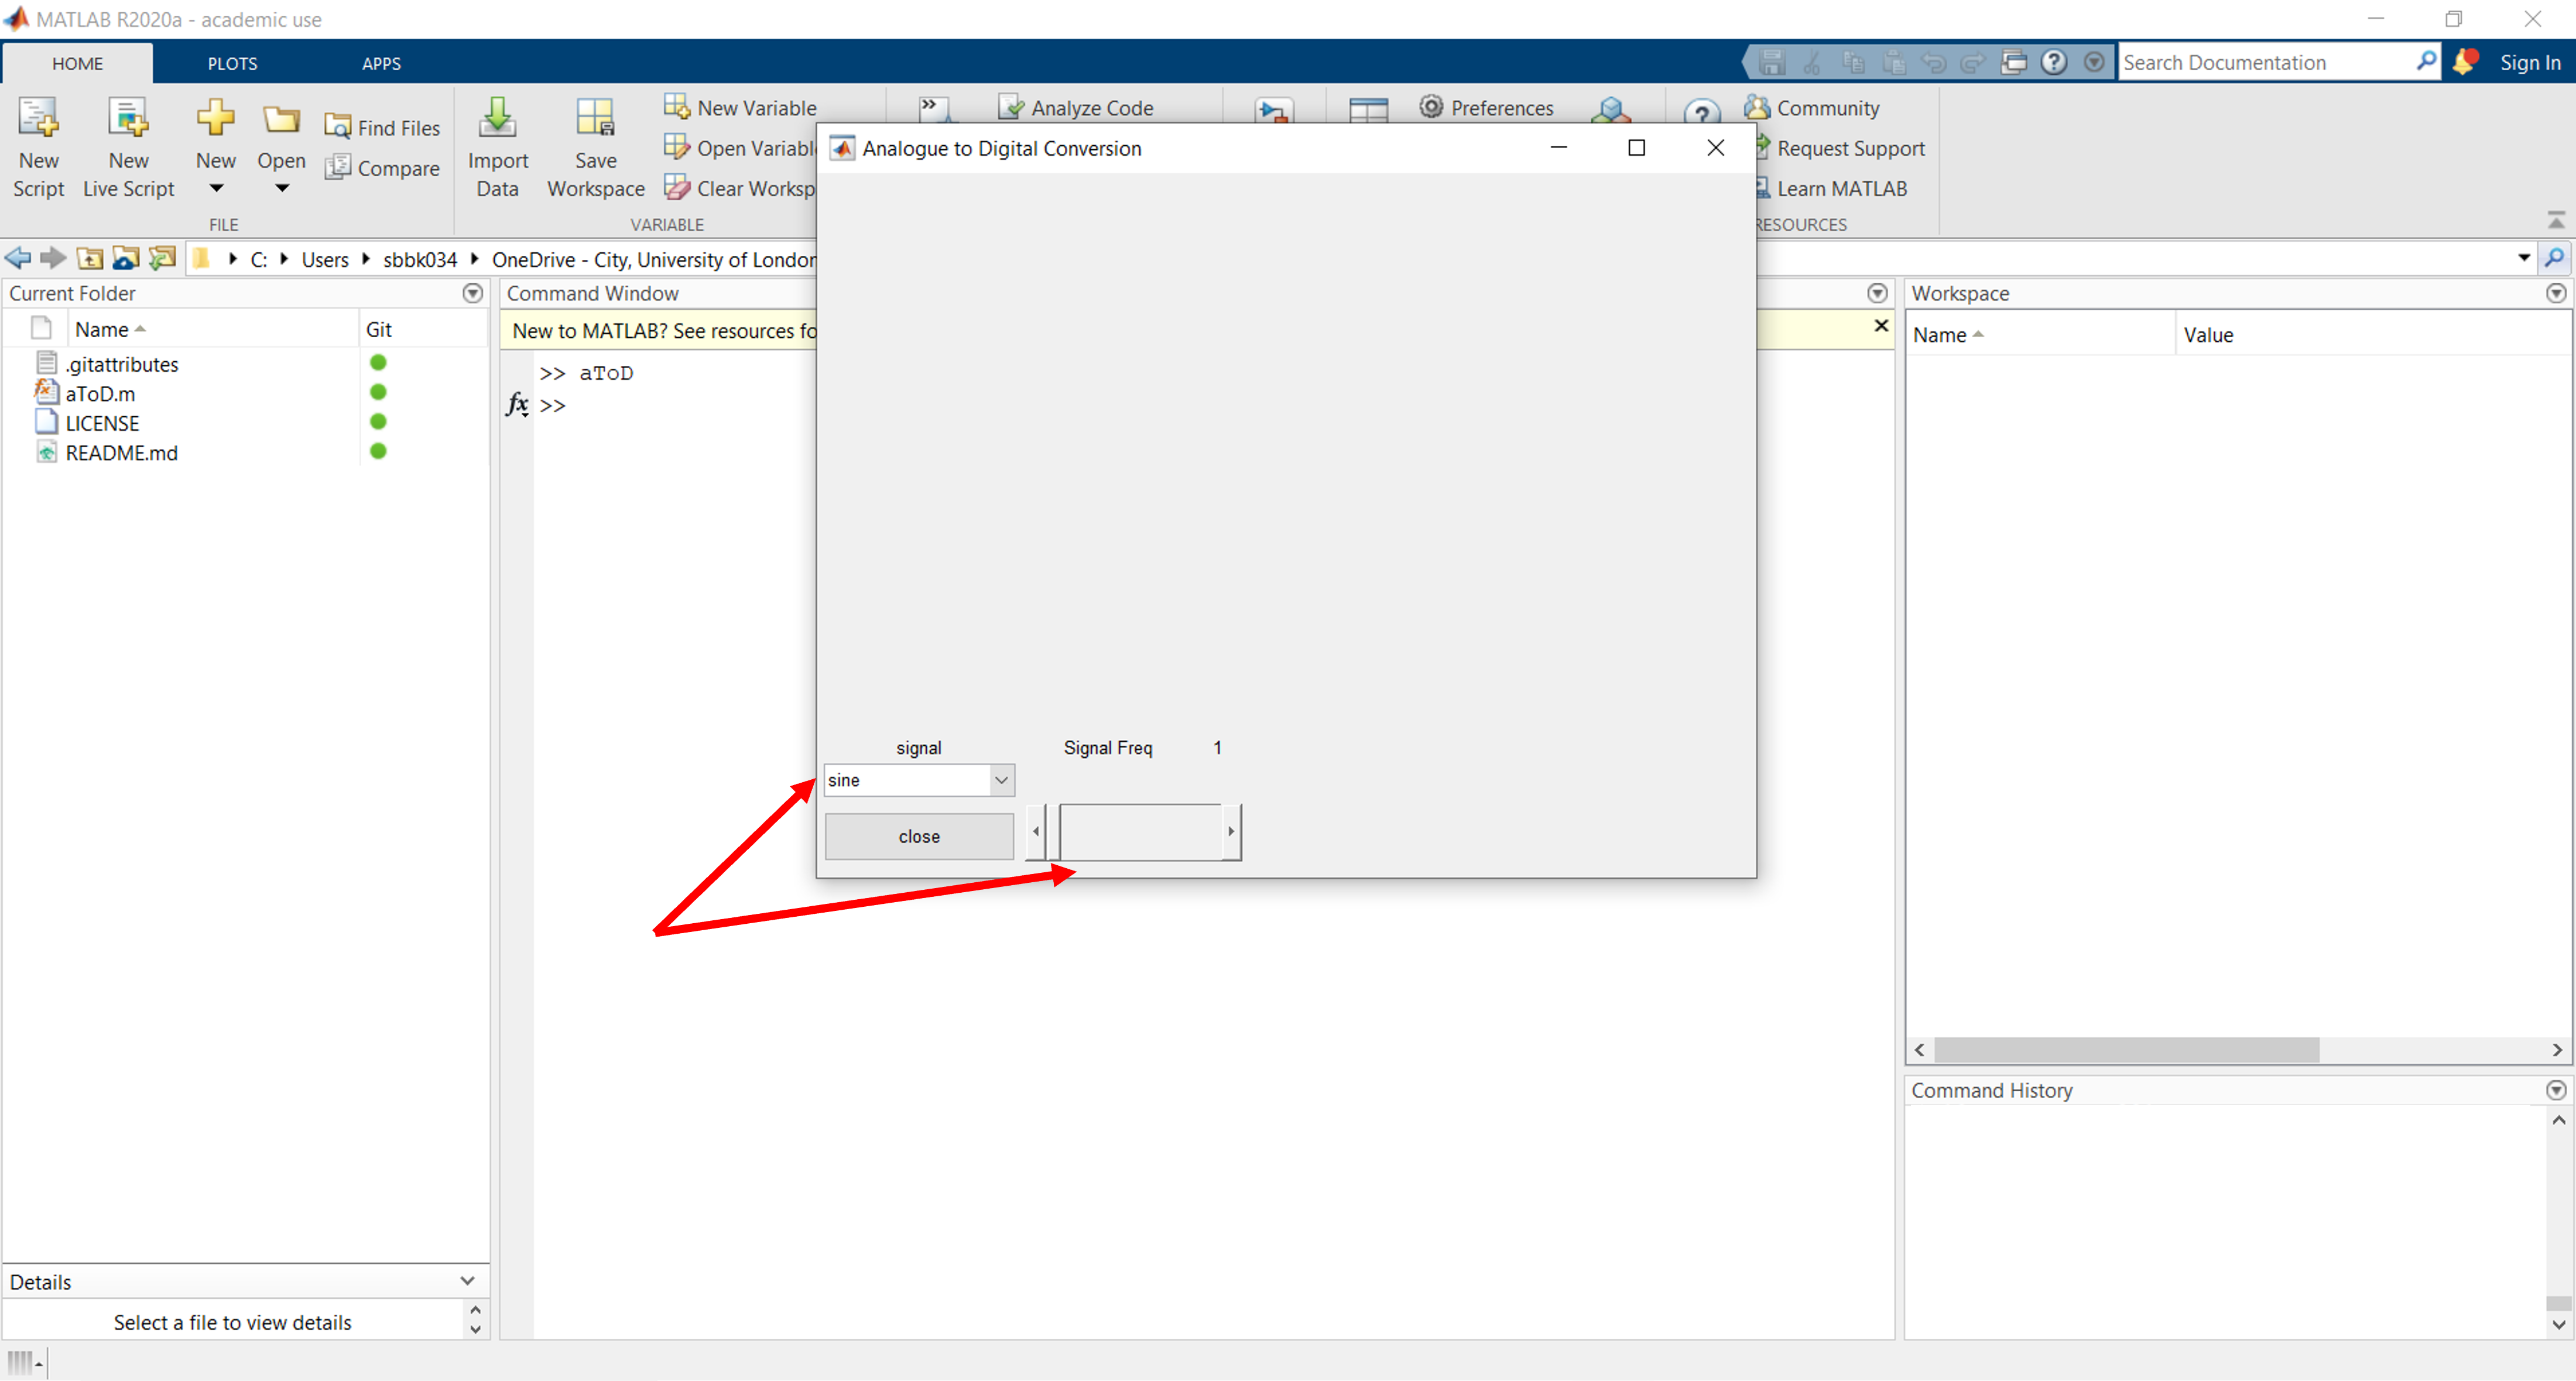 MATLAB R2020a - academic use
HOME PLOTS APPS
Search Documentation
Sign In
New Script
New Live Script
New
Open
Find Files
Compare
FILE
Import Data
Save Workspace
New Variable
Open Variabl
Clear Worksp
VARIABLE
Analyze Code
Preferences
Community
Request Support
Learn MATLAB
RESOURCES
C: Users sbbk034 OneDrive - City, University of London
Current Folder
Name Git
.gitattributes
aToD.m
LICENSE
README.md
Details
Select a file to view details
Command Window
New to MATLAB? See resources fo
>> aToD
fx >>
Analogue to Digital Conversion
signal
sine
close
Signal Freq 1
Workspace
Name Value
Command History